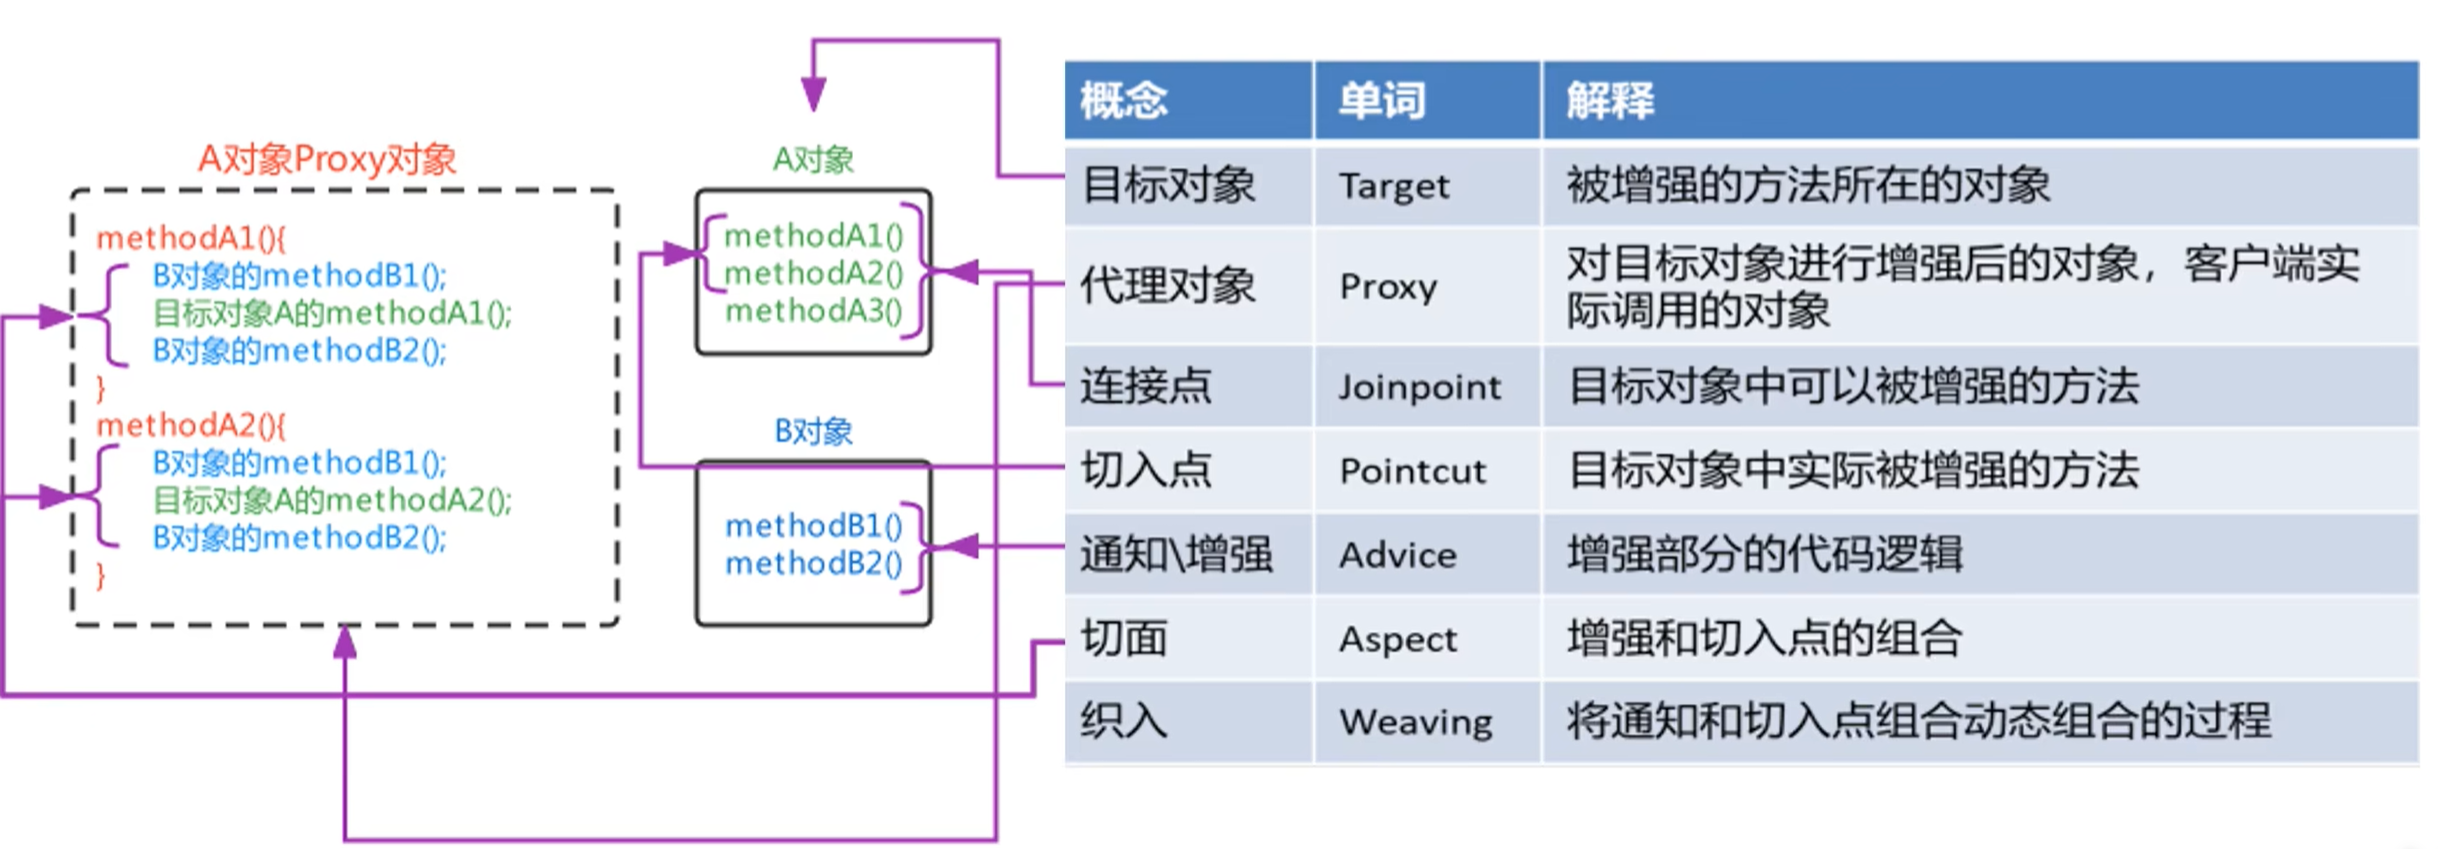 A对象Proxy对象
methodA1(){
B对象的methodB1();
目标对象A的methodA1();
B对象的methodB2();
}
methodA2(){
B对象的methodB1();
目标对象A的methodA2();
B对象的methodB2();
}
A对象
methodA1()
methodA2()
methodA3()
B对象
methodB1()
methodB2()
概念 单词 解释
目标对象 Target 被增强的方法所在的对象
代理对象 Proxy 对目标对象进行增强后的对象，客户端实
际调用的对象
连接点 Joinpoint 目标对象中可以被增强的方法
切入点 Pointcut 目标对象中实际被增强的方法
通知\增强 Advice 增强部分的代码逻辑
切面 Aspect 增强和切入点的组合
织入 Weaving 将通知和切入点组合动态组合的过程